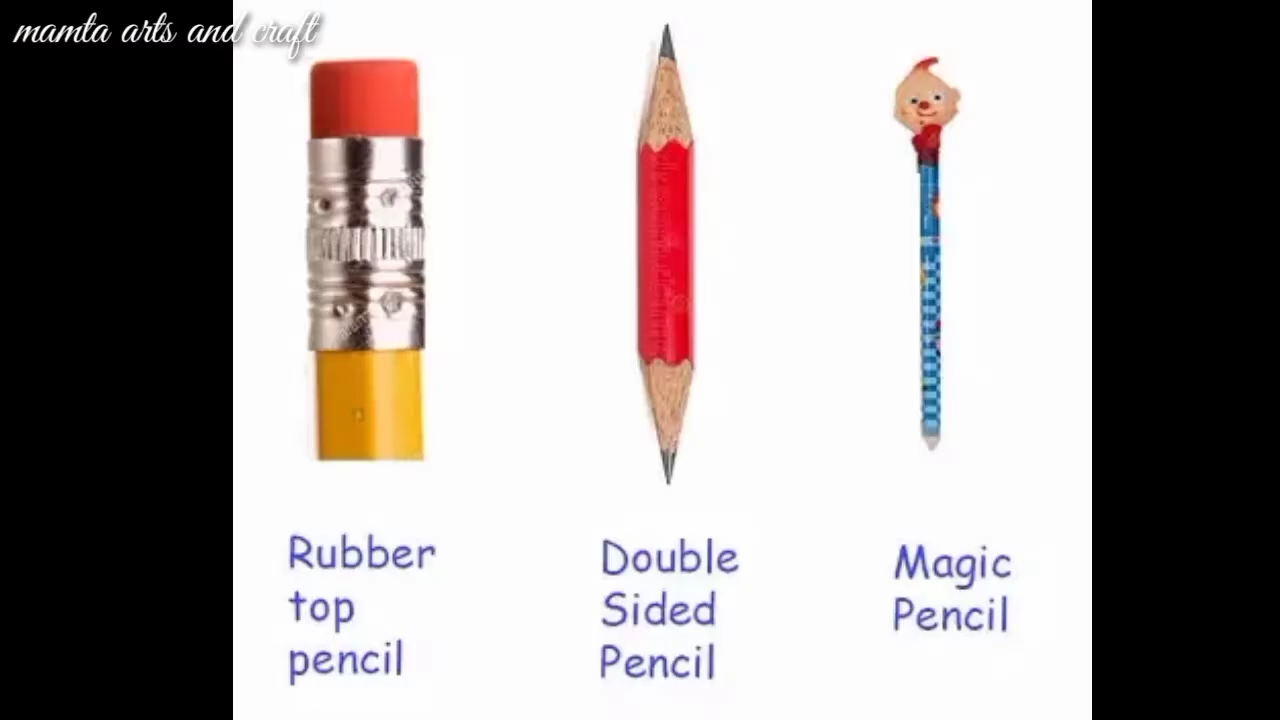 mamta arts and craft
Rubber
top
pencil
Double
Sided
Pencil
Magic
Pencil